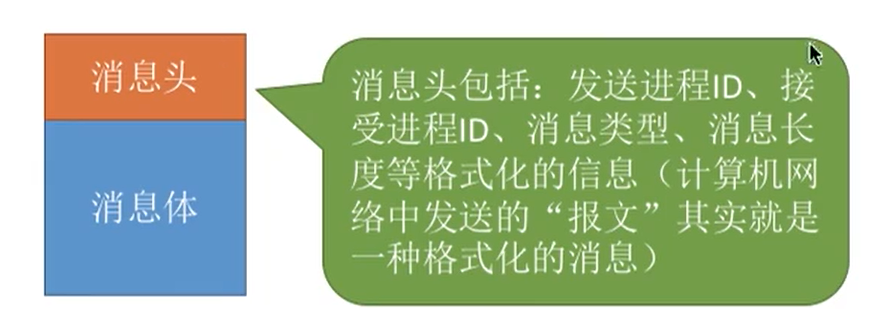 消息头
消息体
消息头包括：发送进程ID、接
受进程ID、消息类型、消息长
度等格式化的信息（计算机网
络中发送的“报文”其实就是
一种格式化的消息）